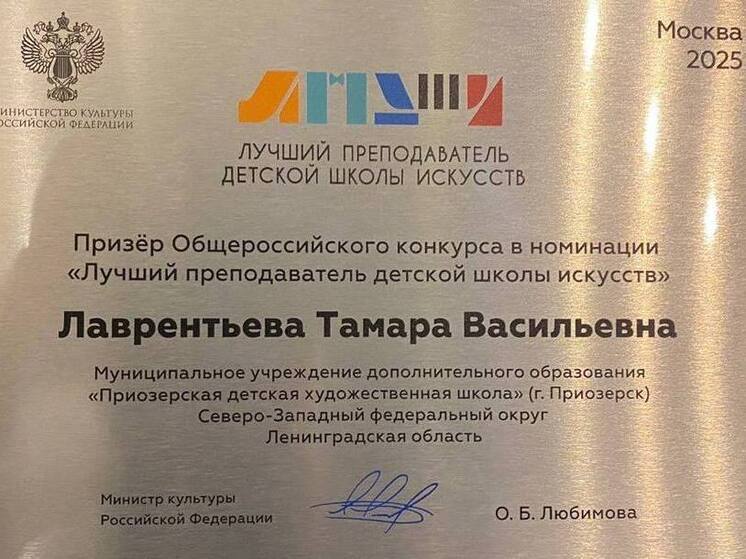 Москва
2025
МИНИСТЕРСТВО КУЛЬТУРЫ
РОССИЙСКОЙ ФЕДЕРАЦИИ
ЛПДШИ
ЛУЧШИЙ ПРЕПОДАВАТЕЛЬ
ДЕТСКОЙ ШКОЛЫ ИСКУССТВ
Призёр Общероссийского конкурса в номинации
«Лучший преподаватель детской школы искусств»
Лаврентьева Тамара Васильевна
Муниципальное учреждение дополнительного образования
«Приозерская детская художественная школа» (г. Приозерск)
Северо-Западный федеральный округ
Ленинградская область
Министр культуры
Российской Федерации
О. Б. Любимова